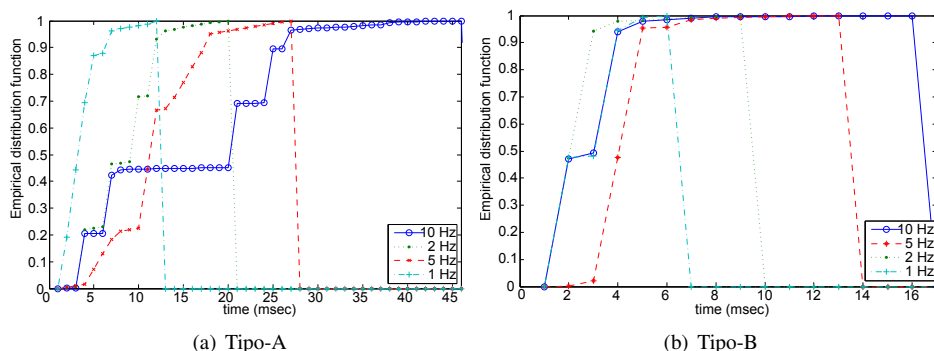 Empirical distribution function
1
0.9
0.8
0.7
0.6
0.5
0.4
0.3
0.2
0.1
0
0 5 10 15 20 25 30 35 40 45
time (msec)
10 Hz
2 Hz
5 Hz
1 Hz
(a) Tipo-A
Empirical distribution function
1
0.9
0.8
0.7
0.6
0.5
0.4
0.3
0.2
0.1
0
0 2 4 6 8 10 12 14 16
time (msec)
10 Hz
5 Hz
2 Hz
1 Hz
(b) Tipo-B